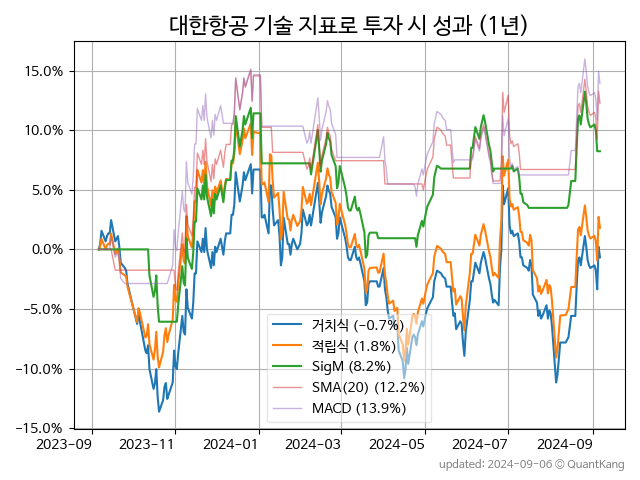 대한항공 기술 지표로 투자 시 성과 (1년)
15.0%
10.0%
5.0%
0.0%
−5.0%
−10.0%
−15.0%
거치식 (−0.7%)
적립식 (1.8%)
SigM (8.2%)
SMA(20) (12.2%)
MACD (13.9%)
2023-09 2023-11 2024-01 2024-03 2024-05 2024-07 2024-09
updated: 2024-09-06 ⓒ QuantKang